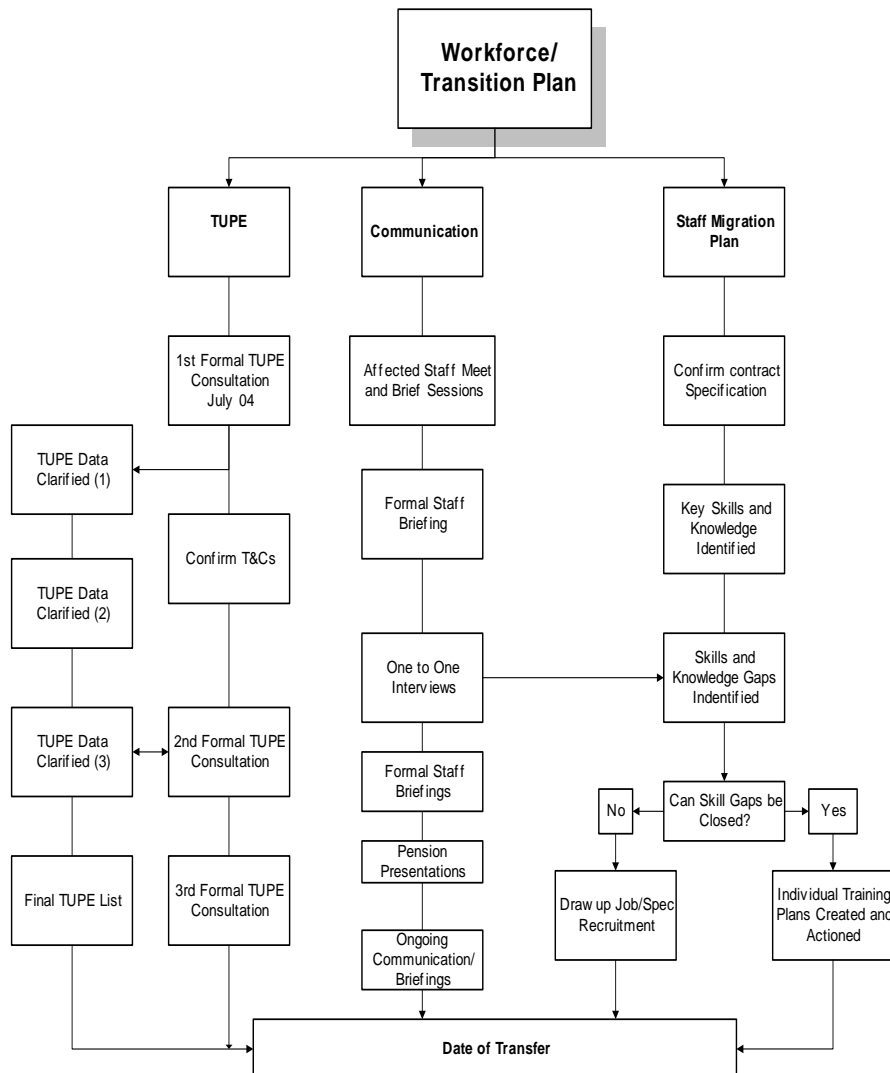 Workforce/
Transition Plan
TUPE
Communication
Staff Migration
Plan
1st Formal TUPE
Consultation
July 04
Affected Staff Meet
and Brief Sessions
Confirm contract
Specification
TUPE Data
Clarified (1)
Formal Staff
Briefing
Key Skills and
Knowledge
Identified
Confirm T&Cs
TUPE Data
Clarified (2)
One to One
Interviews
Skills and
Knowledge Gaps
Indentified
TUPE Data
Clarified (3)
2nd Formal TUPE
Consultation
Formal Staff
Briefings
No
Can Skill Gaps be
Closed?
Yes
Pension
Presentations
Final TUPE List
3rd Formal TUPE
Consultation
Draw up Job/Spec
Recruitment
Individual Training
Plans Created and
Actioned
Ongoing
Communication/
Briefings
Date of Transfer